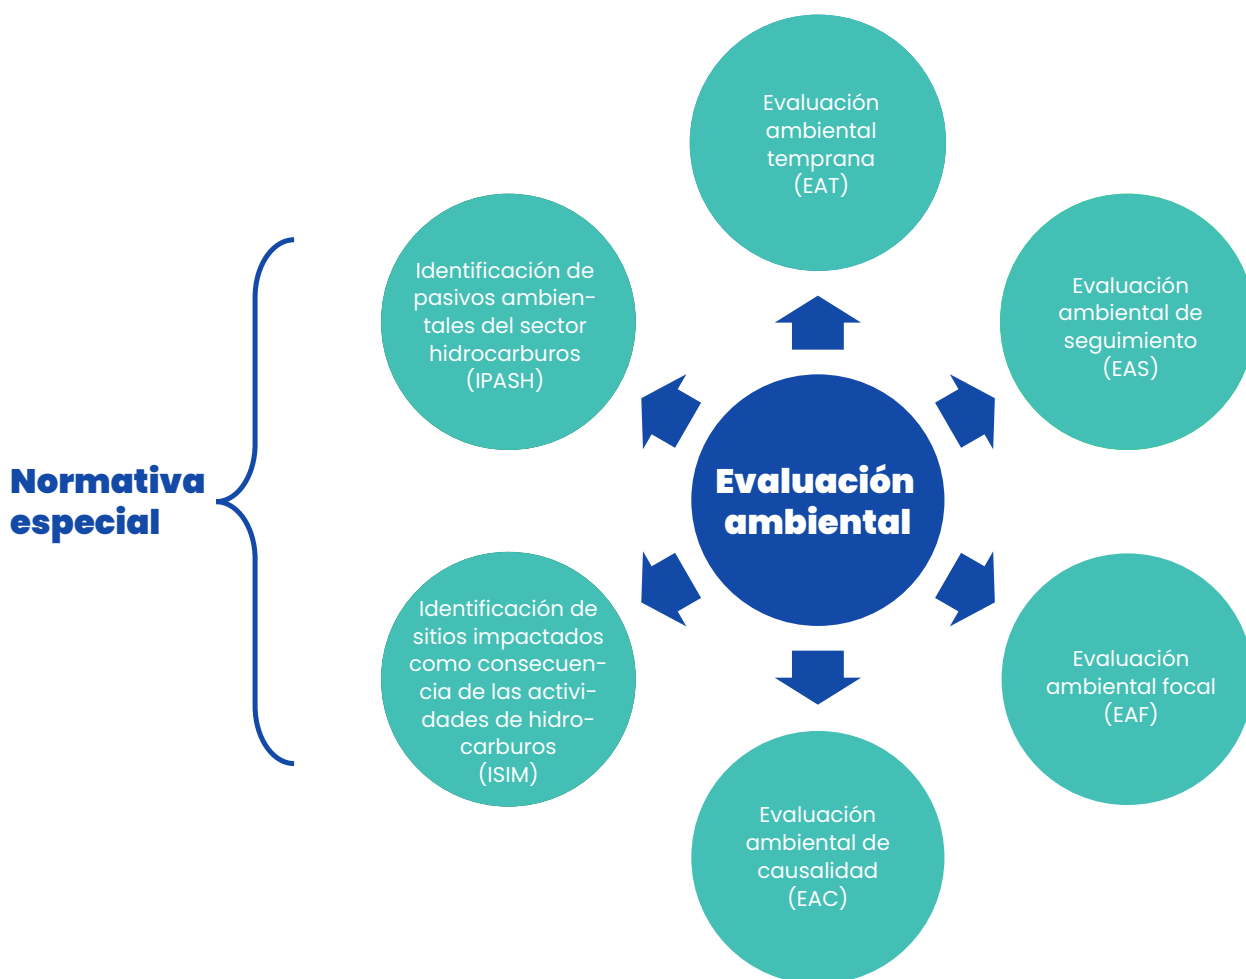 Evaluación
ambiental
temprana
(EAT)
Identificación de
pasivos ambien-
tales del sector
hidrocarburos
(IPASH)
Evaluación
ambiental de
seguimiento
(EAS)
Normativa
especial
Evaluación
ambiental
Identificación de
sitios impactados
como consecuen-
cia de las activi-
dades de hidro-
carburos
(ISIM)
Evaluación
ambiental focal
(EAF)
Evaluación
ambiental de
causalidad
(EAC)